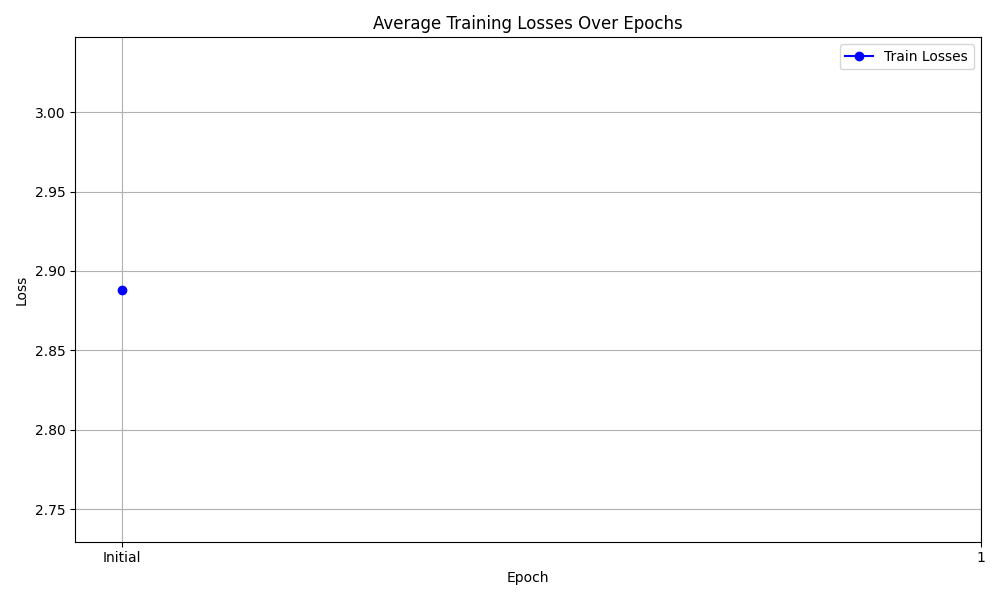 Average Training Losses Over Epochs
Train Losses
3.00
2.95
2.90
Loss
2.85
2.80
2.75
Initial
1
Epoch